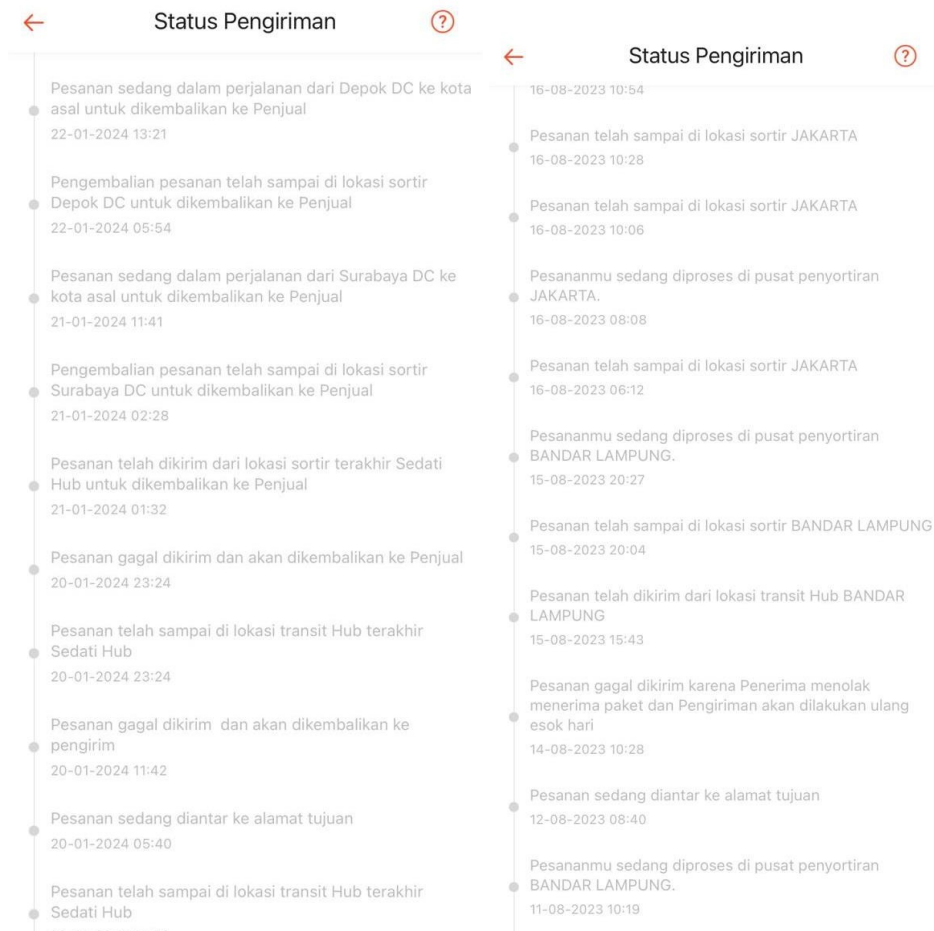 Status Pengiriman
?
Pesanan sedang dalam perjalanan dari Depok DC ke kota
asal untuk dikembalikan ke Penjual
22-01-2024 13:21
Pengembalian pesanan telah sampai di lokasi sortir
Depok DC untuk dikembalikan ke Penjual
22-01-2024 05:54
Pesanan sedang dalam perjalanan dari Surabaya DC ke
kota asal untuk dikembalikan ke Penjual
21-01-2024 11:41
Pengembalian pesanan telah sampai di lokasi sortir
Surabaya DC untuk dikembalikan ke Penjual
21-01-2024 02:28
Pesanan telah dikirim dari lokasi sortir terakhir Sedati
Hub untuk dikembalikan ke Penjual
21-01-2024 01:32
Pesanan gagal dikirim dan akan dikembalikan ke Penjual
20-01-2024 23:24
Pesanan telah sampai di lokasi transit Hub terakhir
Sedati Hub
20-01-2024 23:24
Pesanan gagal dikirim  dan akan dikembalikan ke
pengirim
20-01-2024 11:42
Pesanan sedang diantar ke alamat tujuan
20-01-2024 05:40
Pesanan telah sampai di lokasi transit Hub terakhir
Sedati Hub
Status Pengiriman
?
16-08-2023 10:54
Pesanan telah sampai di lokasi sortir JAKARTA
16-08-2023 10:28
Pesanan telah sampai di lokasi sortir JAKARTA
16-08-2023 10:06
Pesananmu sedang diproses di pusat penyortiran
JAKARTA.
16-08-2023 08:08
Pesanan telah sampai di lokasi sortir JAKARTA
16-08-2023 06:12
Pesananmu sedang diproses di pusat penyortiran
BANDAR LAMPUNG.
15-08-2023 20:27
Pesanan telah sampai di lokasi sortir BANDAR LAMPUNG
15-08-2023 20:04
Pesanan telah dikirim dari lokasi transit Hub BANDAR
LAMPUNG
15-08-2023 15:43
Pesanan gagal dikirim karena Penerima menolak
menerima paket dan Pengiriman akan dilakukan ulang
esok hari
14-08-2023 10:28
Pesanan sedang diantar ke alamat tujuan
12-08-2023 08:40
Pesananmu sedang diproses di pusat penyortiran
BANDAR LAMPUNG.
11-08-2023 10:19